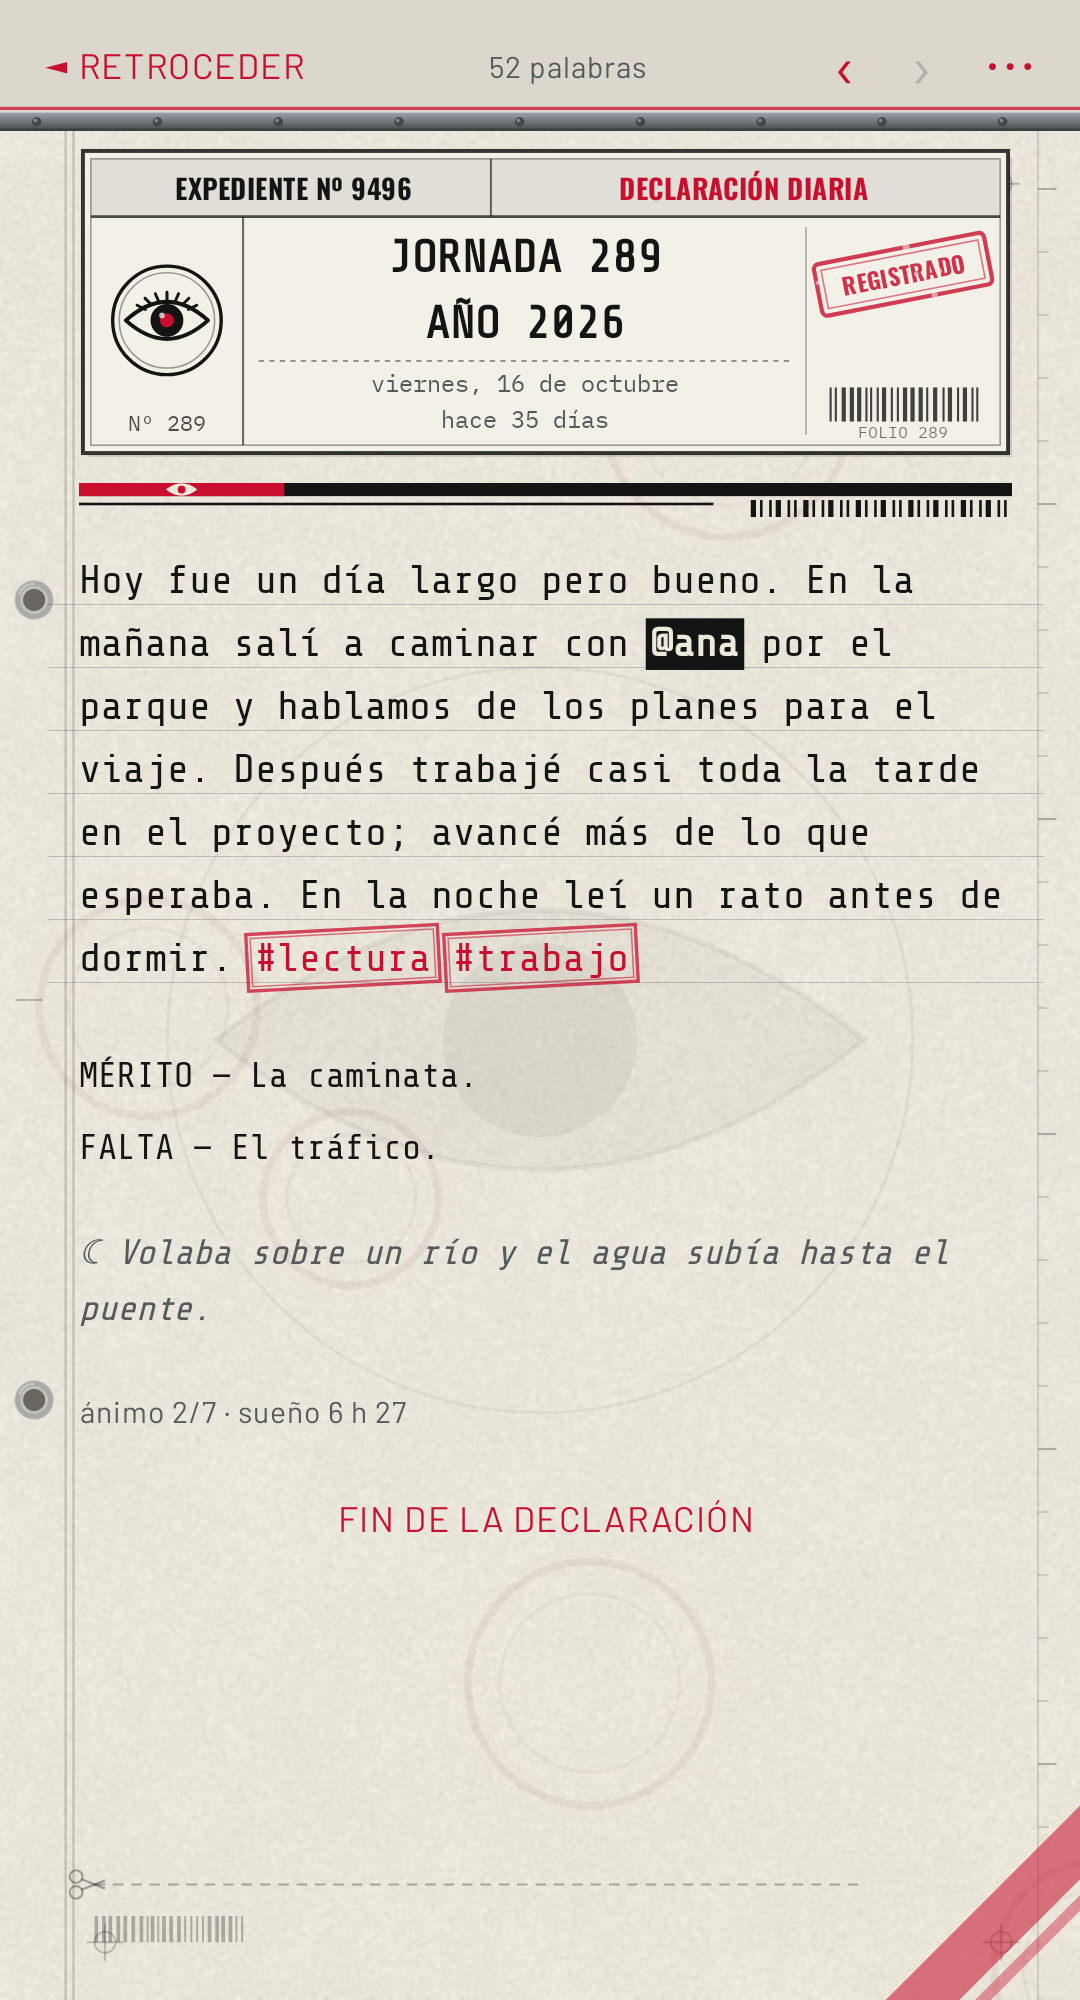 ◄ RETROCEDER
52 palabras
‹ › •••
EXPEDIENTE Nº 9496
DECLARACIÓN DIARIA
JORNADA 289
AÑO 2026
REGISTRADO
viernes, 16 de octubre
hace 35 días
Nº 289
FOLIO 289
Hoy fue un día largo pero bueno. En la
mañana salí a caminar con @ana por el
parque y hablamos de los planes para el
viaje. Después trabajé casi toda la tarde
en el proyecto; avancé más de lo que
esperaba. En la noche leí un rato antes de
dormir. #lectura #trabajo
MÉRITO — La caminata.
FALTA — El tráfico.
☾ Volaba sobre un río y el agua subía hasta el
puente.
ánimo 2/7 · sueño 6 h 27
FIN DE LA DECLARACIÓN